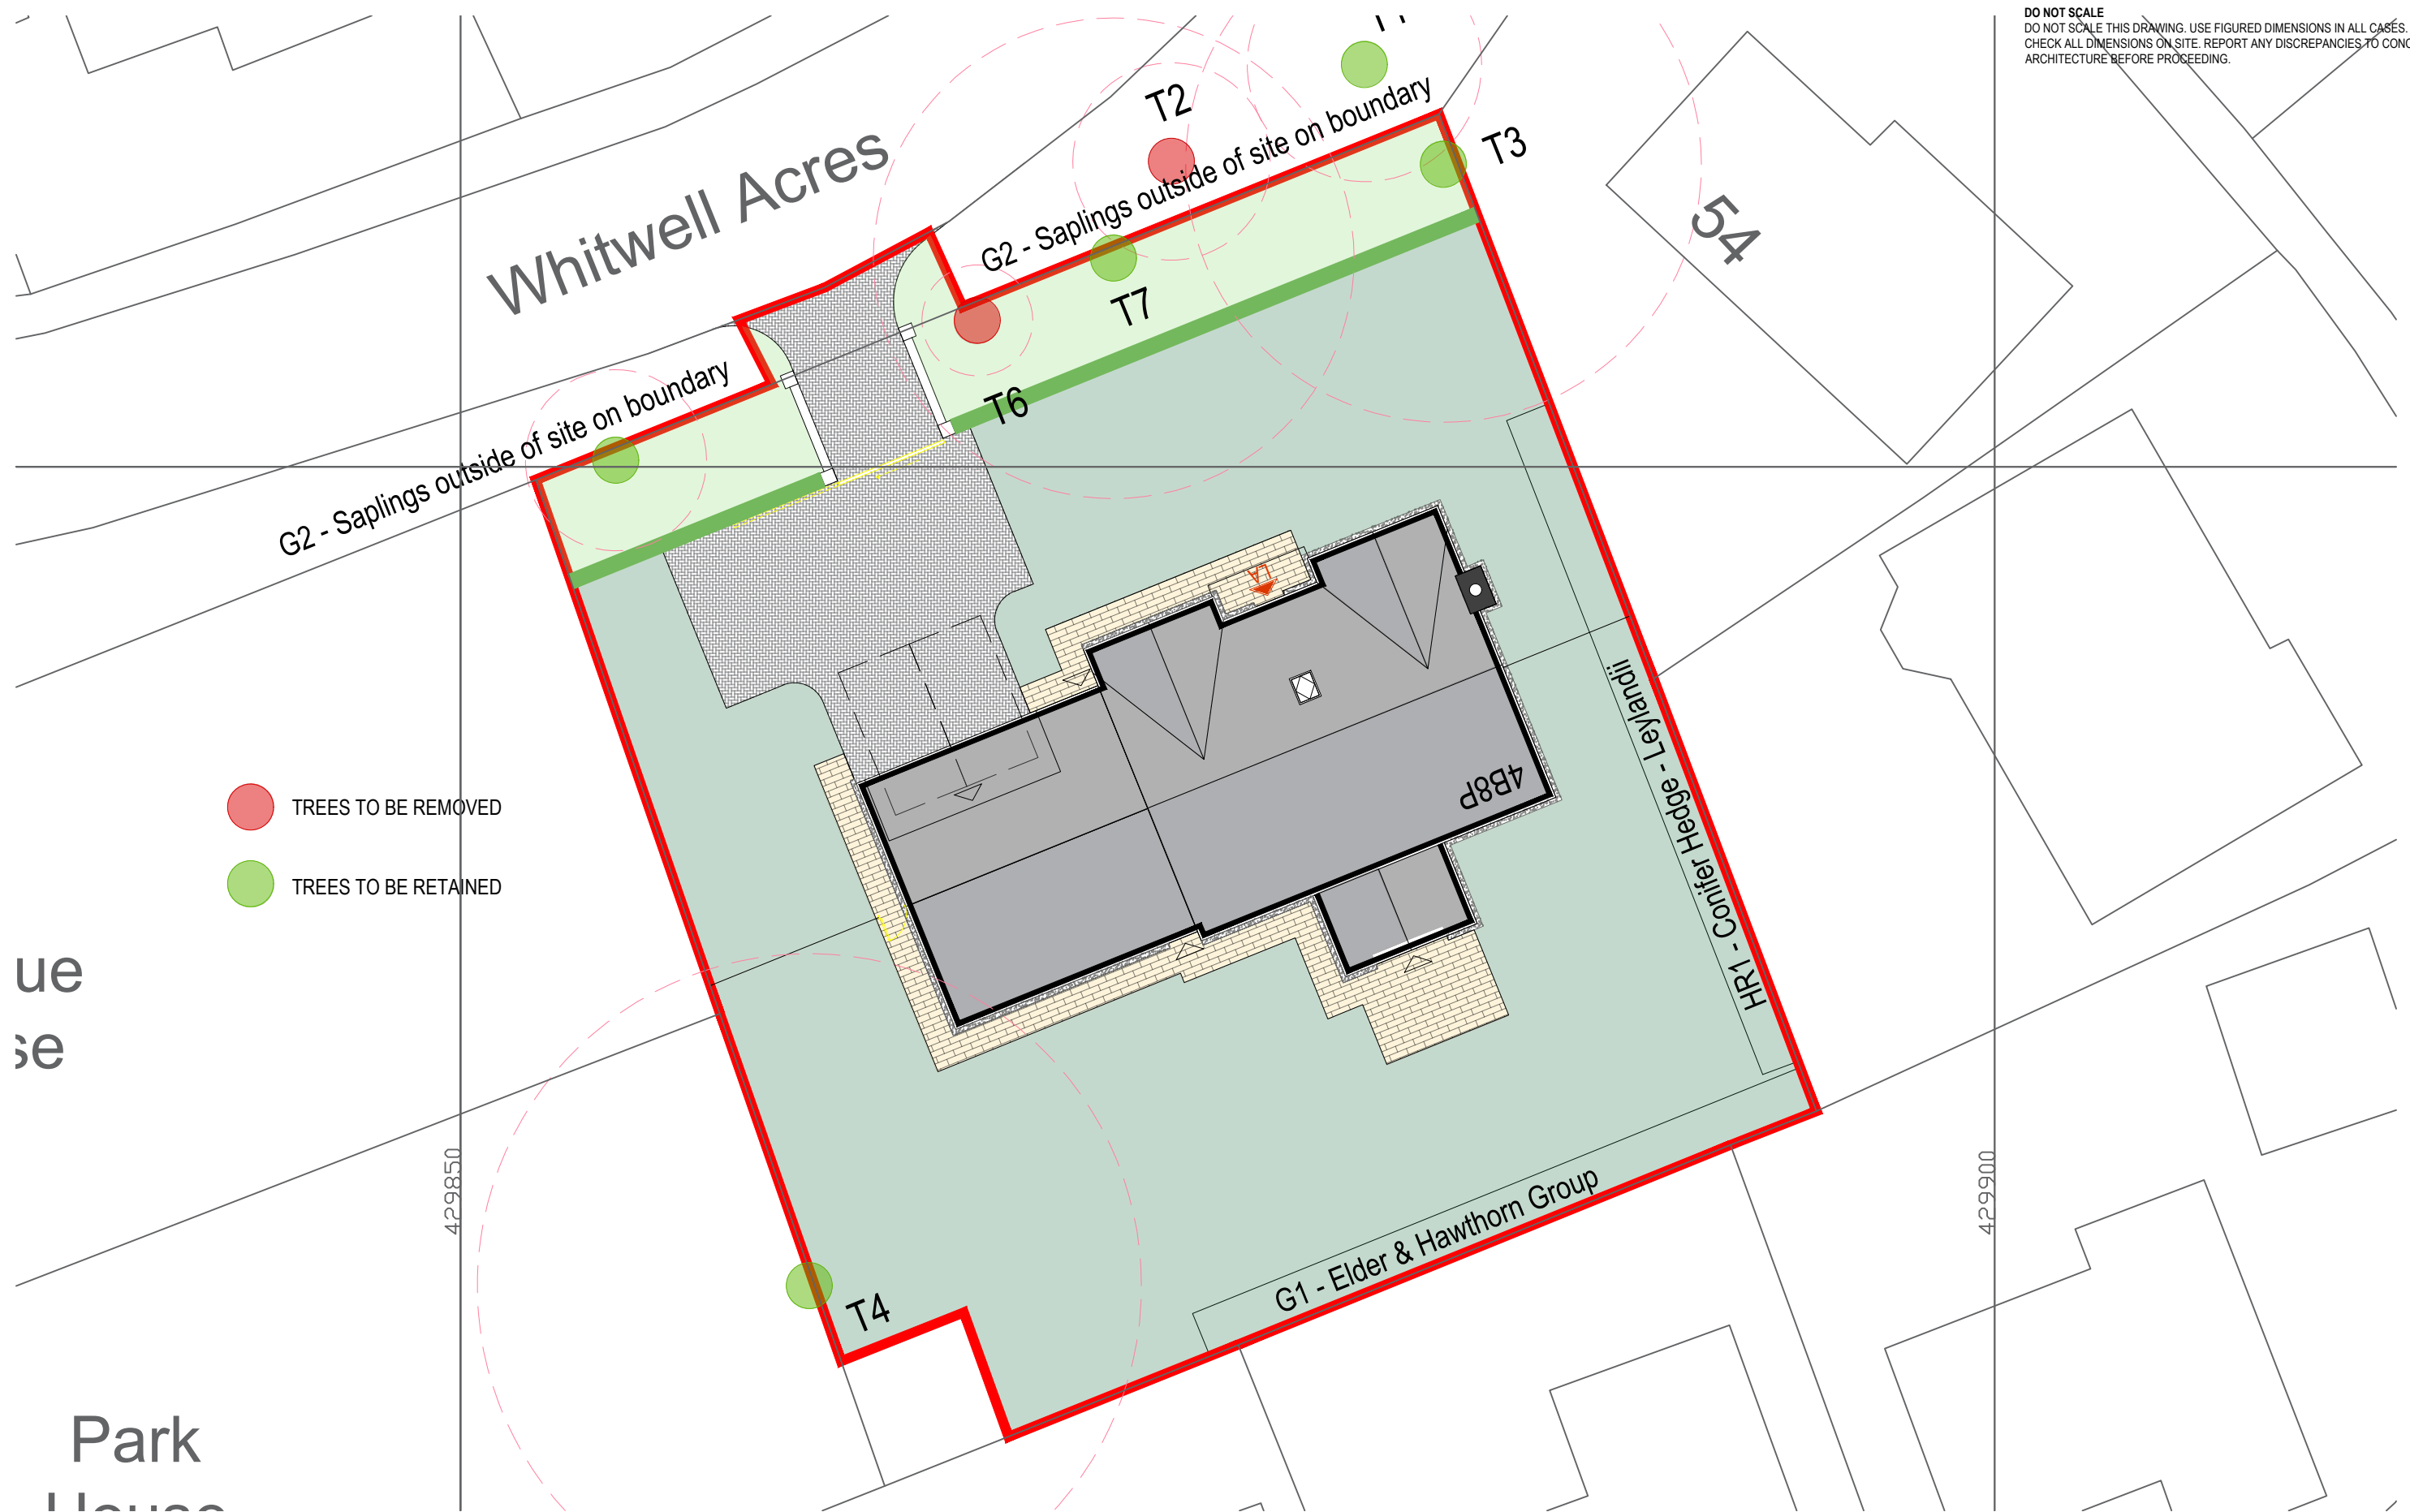 DO NOT SCALE
DO NOT SCALE THIS DRAWING. USE FIGURED DIMENSIONS IN ALL CASES.
CHECK ALL DIMENSIONS ON SITE. REPORT ANY DISCREPANCIES TO
ARCHITECTURE BEFORE PROCEEDING.
T2
T3
Whitwell Acres
G2 - Saplings outside of site on boundary
54
T7
T6
G2 - Saplings outside of site on boundary
4B8P
HR1 - Conifer Hedge - Leylandii
TREES TO BE REMOVED
TREES TO BE RETAINED
ue
se
429850
429900
G1 - Elder & Hawthorn Group
T4
Park
House